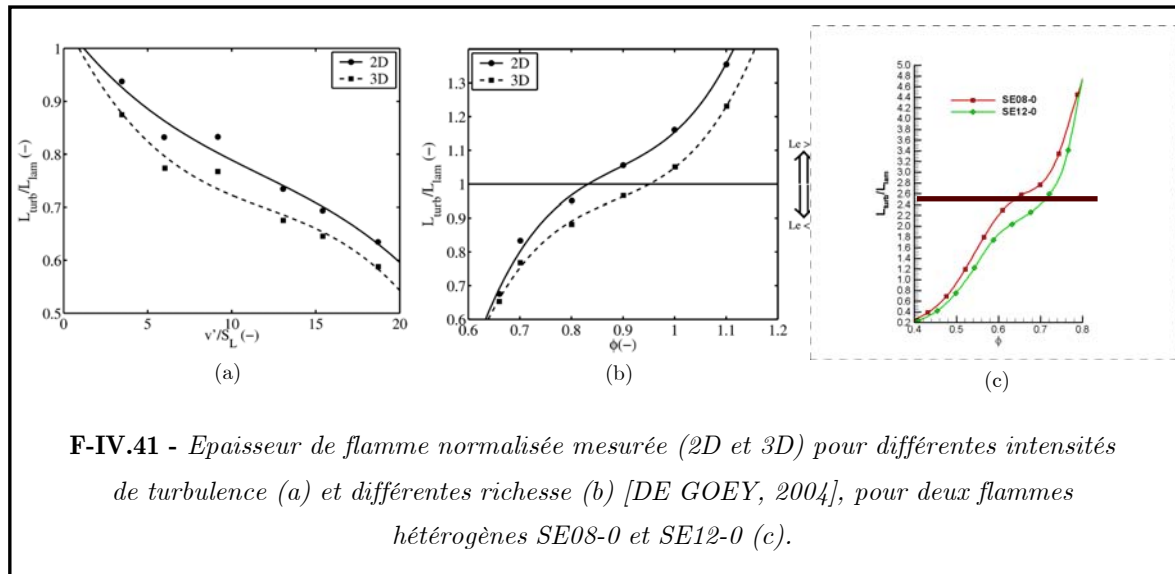 1
0.9
0.8
0.7
0.6
0.5
0
5
10
15
20
L_turb/L_lam (−)
v'/S_L (−)
2D
3D
(a)
1.3
1.2
1.1
1
0.9
0.8
0.7
0.6
0.6
0.7
0.8
0.9
1
1.1
1.2
L_turb/L_lam (−)
ϕ(−)
2D
3D
Le >
Le <
(b)
5.0
4.8
4.6
4.4
4.2
4.0
3.8
3.6
3.4
3.2
3.0
2.8
2.6
2.4
2.2
2.0
1.8
1.6
1.4
1.2
1.0
0.8
0.6
0.4
0.2
0.4
0.5
0.6
0.7
0.8
L_turb/L_lam
ϕ
SE08-0
SE12-0
(c)
F-IV.41 - Epaisseur de flamme normalisée mesurée (2D et 3D) pour différentes intensités
de turbulence (a) et différentes richesse (b) [DE GOEY, 2004], pour deux flammes
hétérogènes SE08-0 et SE12-0 (c).